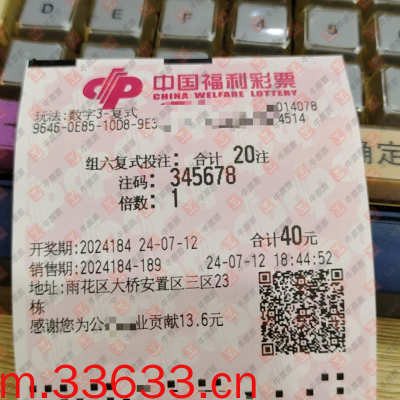 中国福利彩票
CHINA WELFARE LOTTERY
玩法:数字3-复式
014078
9646-0E85-10D8-9E3
4514
组六复式投注: 合计 20注
注码: 345678
倍数: 1
开奖期:2024184 24-07-12 合计40元
销售期:2024184-189 24-07-12 18:44:52
地址:雨花区大桥安置区三区23
栋
感谢您为公 业贡献13.6元
m.33633.cn
确定